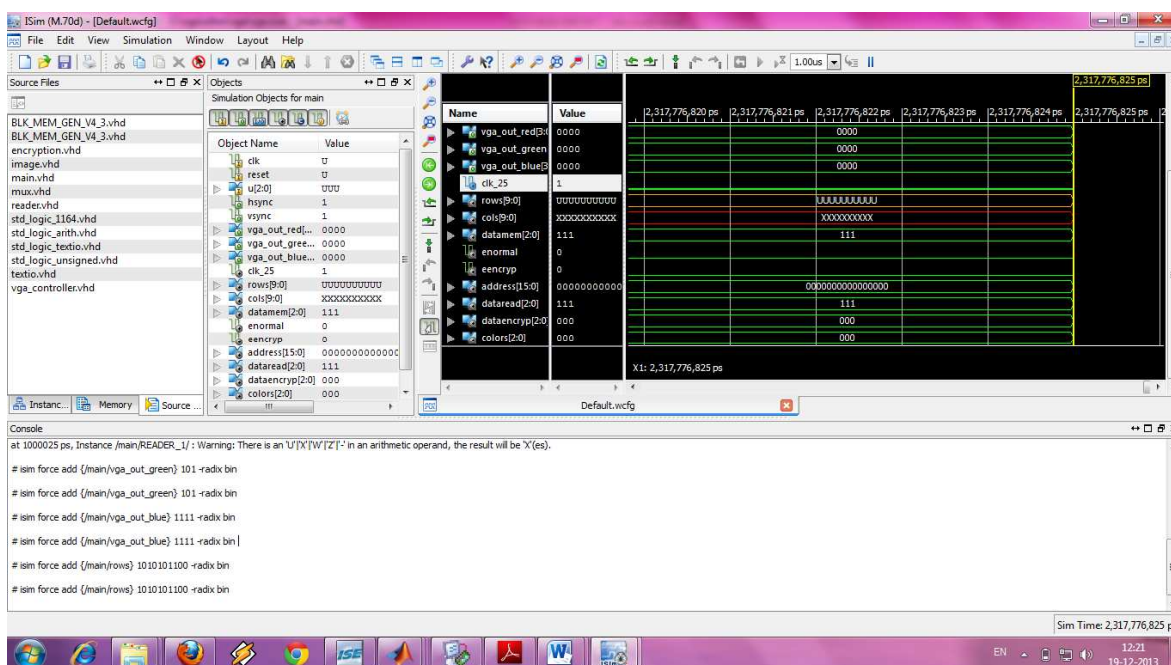 ISim (M.70d) - [Default.wcfg]
File Edit View Simulation Window Layout Help
1.00us
Source Files
BLK_MEM_GEN_V4_3.vhd
BLK_MEM_GEN_V4_3.vhd
encryption.vhd
image.vhd
main.vhd
mux.vhd
reader.vhd
std_logic_1164.vhd
std_logic_arith.vhd
std_logic_textio.vhd
std_logic_unsigned.vhd
textio.vhd
vga_controller.vhd
Instanc... Memory Source ...
Objects
Simulation Objects for main
Object Name Value
clk U
reset U
u[2:0] UUU
hsync 1
vsync 1
vga_out_red[... 0000
vga_out_gree... 0000
vga_out_blue... 0000
clk_25 1
rows[9:0] UUUUUUUUUU
cols[9:0] XXXXXXXXXX
datamem[2:0] 111
enormal 0
eencryp 0
address[15:0] 0000000000000
dataread[2:0] 111
dataencryp[2:0] 000
colors[2:0] 000
2,317,776,825 ps
Name Value
2,317,776,820 ps 2,317,776,821 ps 2,317,776,822 ps 2,317,776,823 ps 2,317,776,824 ps 2,317,776,825 ps
vga_out_red[3:0 0000 0000
vga_out_green 0000 0000
vga_out_blue[3 0000 0000
clk_25 1
rows[9:0] UUUUUUUUUU UUUUUUUUUU
cols[9:0] XXXXXXXXXX XXXXXXXXXX
datamem[2:0] 111 111
enormal 0
eencryp 0
address[15:0] 00000000000 0000000000000000
dataread[2:0] 111 111
dataencryp[2:0] 000 000
colors[2:0] 000 000
X1: 2,317,776,825 ps
Default.wcfg
Console
at 1000025 ps, Instance /main/READER_1/ : Warning: There is an 'U'|'X'|'W'|'Z'|'-' in an arithmetic operand, the result will be 'X'(es).
# isim force add {/main/vga_out_green} 101 -radix bin
# isim force add {/main/vga_out_green} 101 -radix bin
# isim force add {/main/vga_out_blue} 1111 -radix bin
# isim force add {/main/vga_out_blue} 1111 -radix bin
# isim force add {/main/rows} 1010101100 -radix bin
# isim force add {/main/rows} 1010101100 -radix bin
Sim Time: 2,317,776,825 p
ISE
W
EN 12:21
19-12-2013